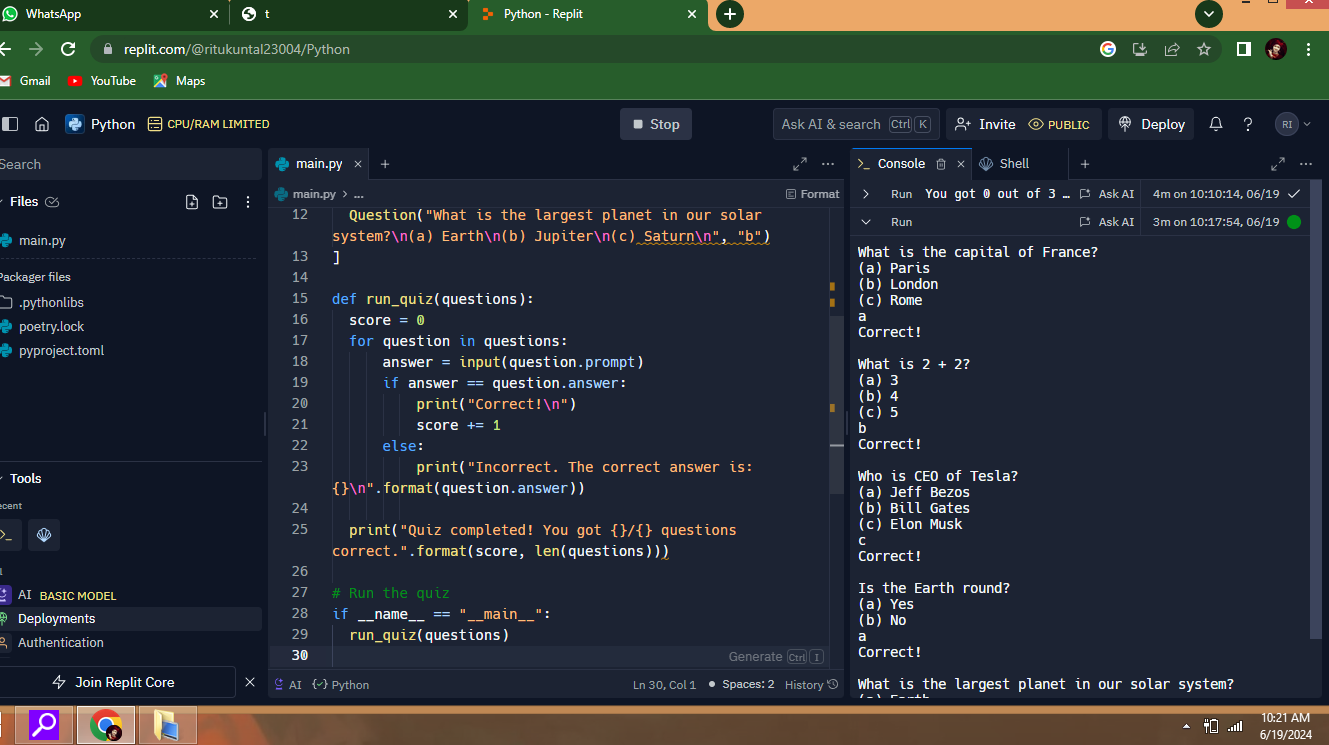 WhatsApp
t
Python - Replit
replit.com/@ritukuntal23004/Python
Gmail
YouTube
Maps
Python
CPU/RAM LIMITED
Stop
Ask AI & search Ctrl K
Invite
PUBLIC
Deploy
RI
Search
Files
main.py
Packager files
.pythonlibs
poetry.lock
pyproject.toml
Tools
AI BASIC MODEL
Deployments
Authentication
Join Replit Core
main.py
main.py > ...
Format
12 Question("What is the largest planet in our solar
system?\n(a) Earth\n(b) Jupiter\n(c) Saturn\n", "b")
13 ]
14
15 def run_quiz(questions):
16 score = 0
17 for question in questions:
18 answer = input(question.prompt)
19 if answer == question.answer:
20 print("Correct!\n")
21 score += 1
22 else:
23 print("Incorrect. The correct answer is:
{}\n".format(question.answer))
24
25 print("Quiz completed! You got {}/{} questions
correct.".format(score, len(questions)))
26
27 # Run the quiz
28 if __name__ == "__main__":
29 run_quiz(questions)
30
Generate Ctrl I
AI
Python
Ln 30, Col 1
Spaces: 2
History
Console
Shell
Run You got 0 out of 3 … Ask AI 4m on 10:10:14, 06/19
Run Ask AI 3m on 10:17:54, 06/19
What is the capital of France?
(a) Paris
(b) London
(c) Rome
a
Correct!
What is 2 + 2?
(a) 3
(b) 4
(c) 5
b
Correct!
Who is CEO of Tesla?
(a) Jeff Bezos
(b) Bill Gates
(c) Elon Musk
c
Correct!
Is the Earth round?
(a) Yes
(b) No
a
Correct!
What is the largest planet in our solar system?
10:21 AM
6/19/2024